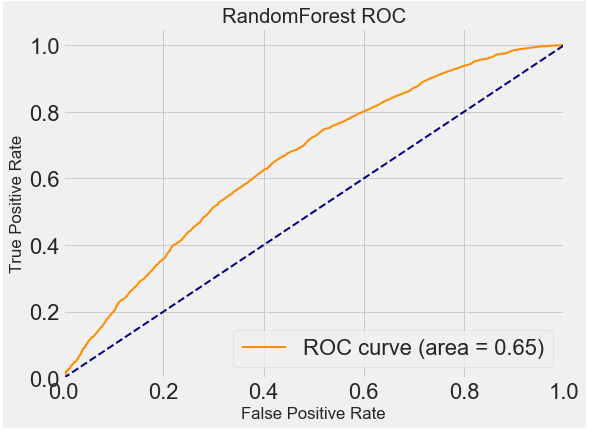 RandomForest ROC
True Positive Rate
1.0
0.8
0.6
0.4
0.2
0.0
ROC curve (area = 0.65)
0.0 0.2 0.4 0.6 0.8 1.0
False Positive Rate